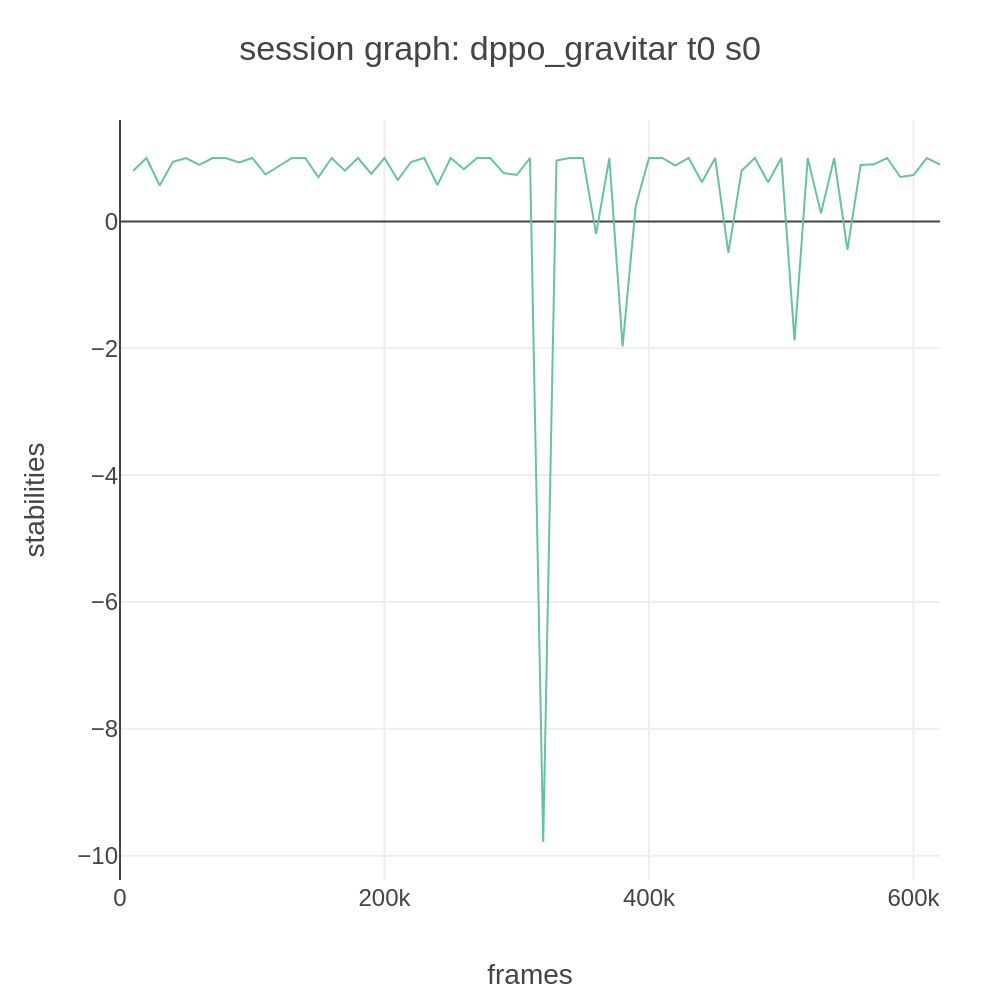 session graph: dppo_gravitar t0 s0
0
−2
−4
−6
−8
−10
stabilities
0
200k
400k
600k
frames